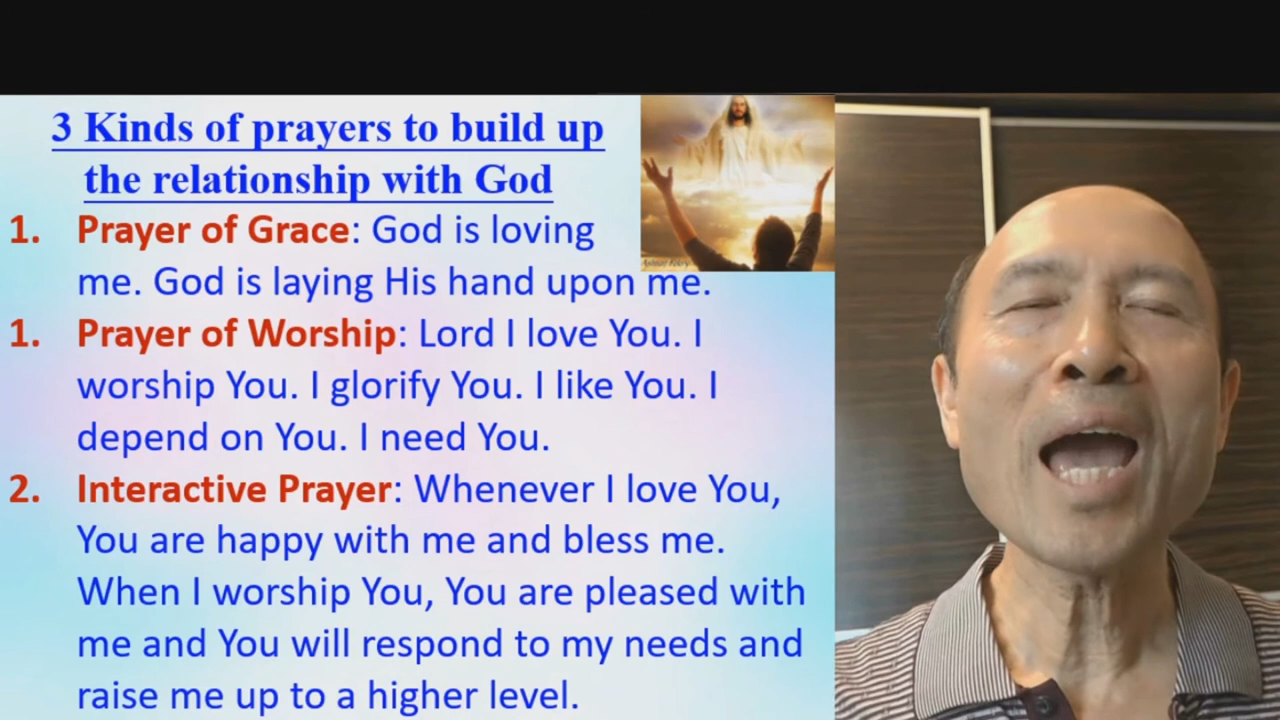 3 Kinds of prayers to build up
the relationship with God
1. Prayer of Grace: God is loving
me. God is laying His hand upon me.
1. Prayer of Worship: Lord I love You. I
worship You. I glorify You. I like You. I
depend on You. I need You.
2. Interactive Prayer: Whenever I love You,
You are happy with me and bless me.
When I worship You, You are pleased with
me and You will respond to my needs and
raise me up to a higher level.